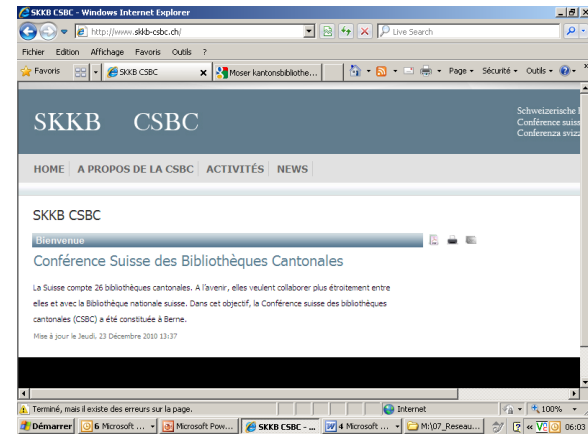 SKKB CSBC - Windows Internet Explorer
http://www.skkb-csbc.ch/
Live Search
Fichier Edition Affichage Favoris Outils ?
Favoris SKKB CSBC Moser kantonsbibliothe... Page Sécurité Outils
SKKB CSBC
Schweizerische
Conférence suiss
Conferenza svizz
HOME A PROPOS DE LA CSBC ACTIVITÉS NEWS
SKKB CSBC
Bienvenue
Conférence Suisse des Bibliothèques Cantonales
La Suisse compte 26 bibliothèques cantonales. A l'avenir, elles veulent collaborer plus étroitement entre
elles et avec la Bibliothèque nationale suisse. Dans cet objectif, la Conférence suisse des bibliothèques
cantonales (CSBC) a été constituée à Berne.
Mise à jour le Jeudi, 23 Décembre 2010 13:37
Terminé, mais il existe des erreurs sur la page. Internet 100%
Démarrer 6 Microsoft ... Microsoft Pow... SKKB CSBC - ... 4 Microsoft ... M:\07_Reseau... 06:03